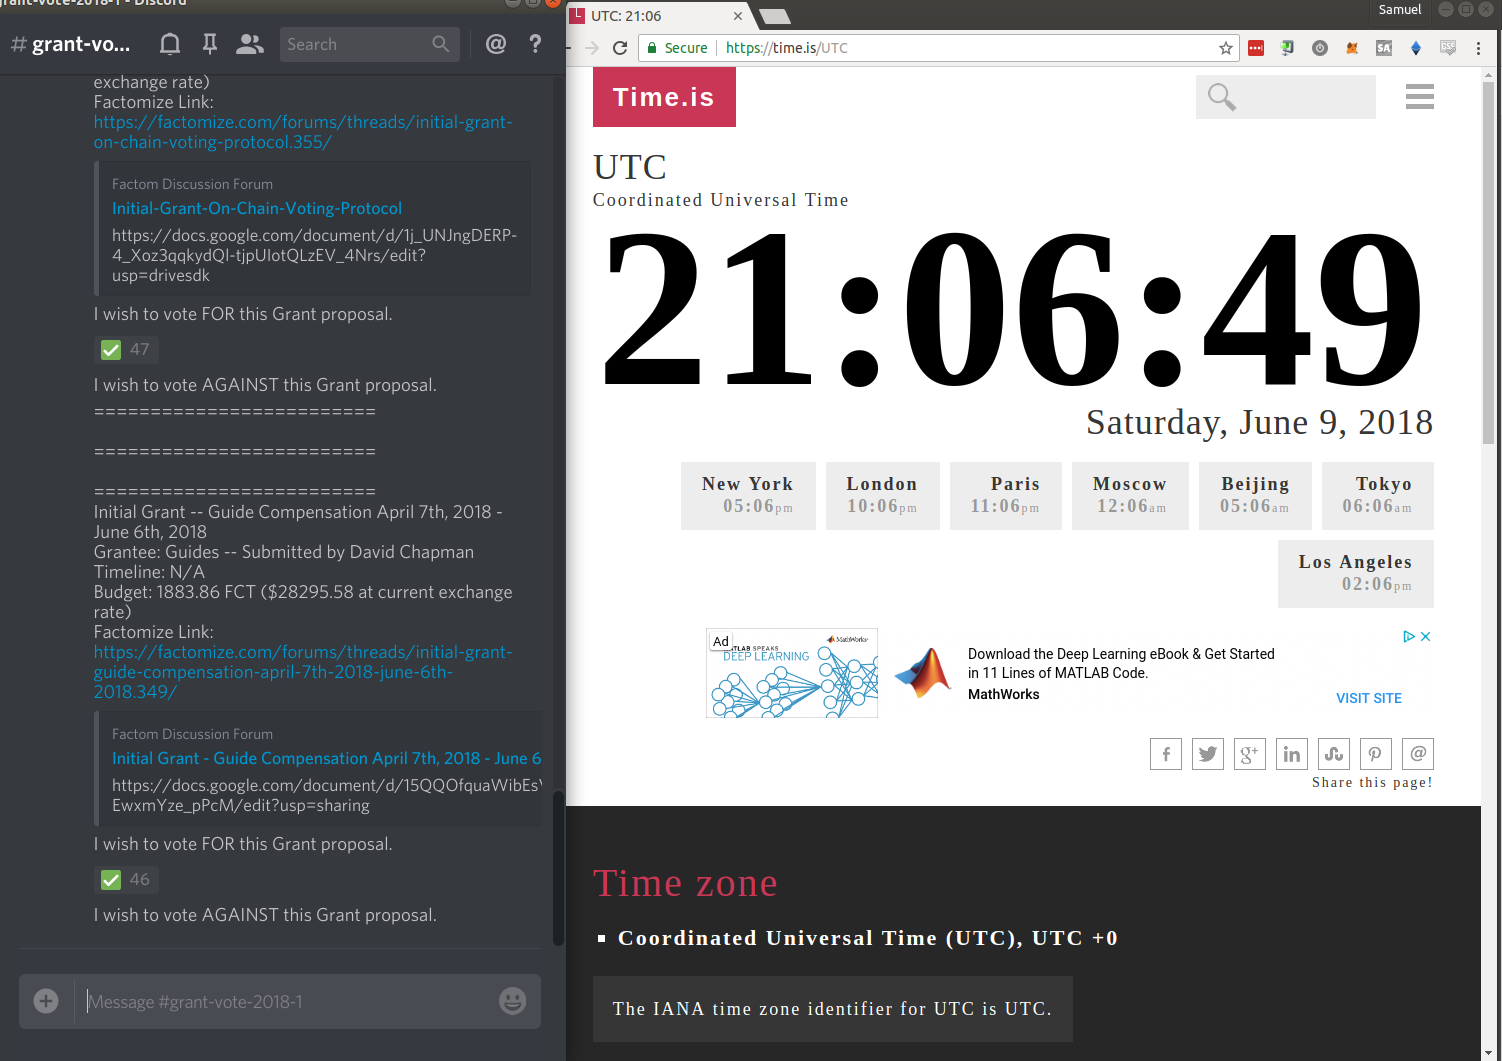 grant-vote-2018-1 - Discord
# grant-vo...
Search
@
?
exchange rate)
Factomize Link:
https://factomize.com/forums/threads/initial-grant-
on-chain-voting-protocol.355/
Factom Discussion Forum
Initial-Grant-On-Chain-Voting-Protocol
https://docs.google.com/document/d/1j_UNJngDERP-
4_Xoz3qqkydQl-tjpUIotQLzEV_4Nrs/edit?
usp=drivesdk
I wish to vote FOR this Grant proposal.
47
I wish to vote AGAINST this Grant proposal.
=========================
=========================
=========================
Initial Grant -- Guide Compensation April 7th, 2018 -
June 6th, 2018
Grantee: Guides -- Submitted by David Chapman
Timeline: N/A
Budget: 1883.86 FCT ($28295.58 at current exchange
rate)
Factomize Link:
https://factomize.com/forums/threads/initial-grant-
guide-compensation-april-7th-2018-june-6th-
2018.349/
Factom Discussion Forum
Initial Grant - Guide Compensation April 7th, 2018 - June 6
https://docs.google.com/document/d/15QQOfquaWibEsV
EwxmYze_pPcM/edit?usp=sharing
I wish to vote FOR this Grant proposal.
46
I wish to vote AGAINST this Grant proposal.
Message #grant-vote-2018-1
UTC: 21:06
Samuel
Secure
https://time.is/UTC
SA
CSS
Time.is
UTC
Coordinated Universal Time
21:06:49
Saturday, June 9, 2018
New York
05:06pm
London
10:06pm
Paris
11:06pm
Moscow
12:06am
Beijing
05:06am
Tokyo
06:06am
Los Angeles
02:06pm
Ad
MathWorks
MATLAB SPEAKS
DEEP LEARNING
Download the Deep Learning eBook & Get Started
in 11 Lines of MATLAB Code.
MathWorks
VISIT SITE
f
g+
in
@
Share this page!
Time zone
Coordinated Universal Time (UTC), UTC +0
The IANA time zone identifier for UTC is UTC.